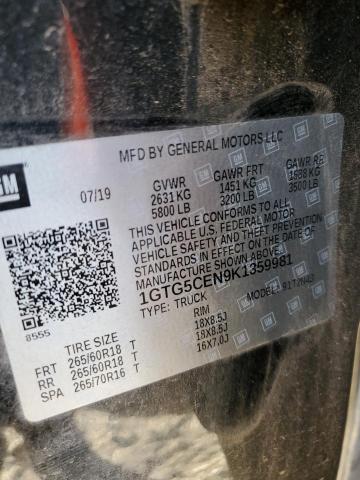 GM
MFD BY GENERAL MOTORS LLC
07/19 GVWR GAWR FRT GAWR RR
2631 KG 1451 KG 1588 KG
5800 LB 3200 LB 3500 LB
THIS VEHICLE CONFORMS TO ALL
APPLICABLE U.S. FEDERAL MOTOR
VEHICLE SAFETY AND THEFT
PREVENTION STANDARDS IN
EFFECT ON THE DATE OF
MANUFACTURE SHOWN ABOVE.
1GTG5CEN9K1359981
TYPE: TRUCK MODEL:
8555
TIRE SIZE RIM
FRT 265/60R18 T 18X8.5J
RR 265/60R18 T 18X8.5J
SPA 265/70R16 T 16X7.0J